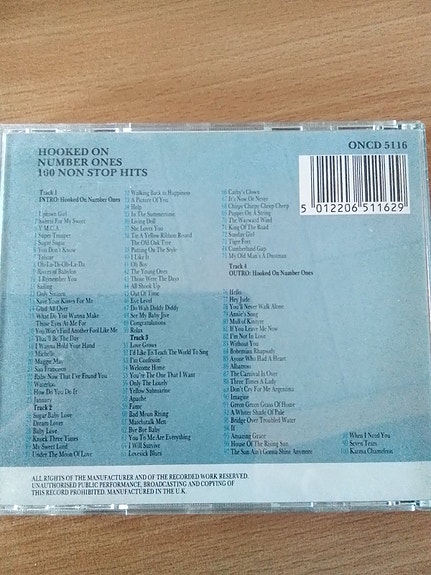 HOOKED ON
NUMBER ONES
100 NON STOP HITS
ONCD 5116
5 012206 511629
Track 1
INTRO: Hooked On Number Ones
Uptown Girl
Sweets For My Sweet
Y.M.C.A.
Super Trouper
Sugar Sugar
You Don't Know
Telstar
Ob-La-Di-Ob-La-Da
Rivers of Babylon
I Remember You
Sailing
Only Sixteen
Save Your Kisses For Me
Glad All Over
What Do You Wanna Make
Those Eyes At Me For
You Won't Find Another Fool Like Me
That'll Be The Day
I Wanna Hold Your Hand
Michelle
Maggie May
San Francisco
Baby Now That I've Found You
Waterloo
How Do You Do It
January
Track 2
Sugar Baby Love
Dream Lover
Baby Love
Knock Three Times
My Sweet Lord
Under The Moon Of Love
Walking Back to Happiness
A Picture Of You
Help
In The Summertime
Living Doll
She Loves You
Tie A Yellow Ribbon Round
The Old Oak Tree
Putting On The Style
I Like It
Oh Boy
The Young Ones
Those Were The Days
All Shook Up
Out Of Time
Eye Level
Do Wah Diddy Diddy
See My Baby Jive
Congratulations
Relax
Track 3
Love Grows
I'd Like To Teach The World To Sing
I'm Confessing
Welcome Home
You're The One That I Want
Only The Lonely
Yellow Submarine
Apache
Fame
Bad Moon Rising
Matchstalk Men
Bye Bye Baby
You To Me Are Everything
I Will Survive
Lovesick Blues
Cathy's Clown
It's Now Or Never
Chirpy Chirpy Cheep Cheep
Puppet On A String
The Wayward Wind
King Of The Road
Sunday Girl
Tiger Feet
Cumberland Gap
My Old Man's A Dustman
Track 4
OUTRO: Hooked On Number Ones
Hello
Hey Jude
You'll Never Walk Alone
Annie's Song
Mull of Kintyre
If You Leave Me Now
I'm Not In Love
Without You
Bohemian Rhapsody
Anyone Who Had A Heart
Albatross
The Carnival Is Over
Three Times A Lady
Don't Cry For Me Argentina
Imagine
Green Green Grass Of Home
A Whiter Shade Of Pale
Bridge Over Troubled Water
If
Amazing Grace
House Of The Rising Sun
The Sun Ain't Gonna Shine Anymore
98 When I Need You
99 Seven Tears
100 Karma Chameleon
ALL RIGHTS OF THE MANUFACTURER AND OF THE RECORDED WORK RESERVED.
UNAUTHORISED PUBLIC PERFORMANCE, BROADCASTING AND COPYING OF
THIS RECORD PROHIBITED. MANUFACTURED IN THE U.K.